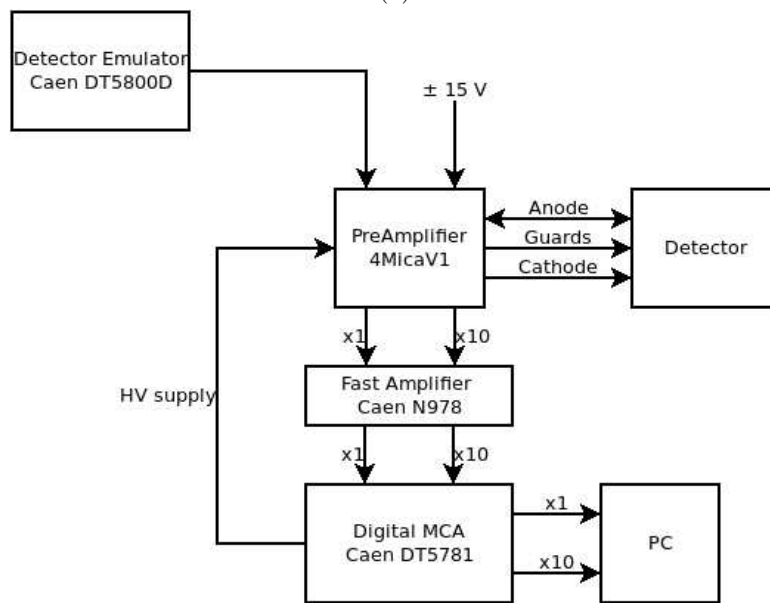 Detector Emulator
Caen DT5800D
± 15 V
PreAmplifier
4MicaV1
Anode
Guards
Cathode
Detector
x1
x10
HV supply
Fast Amplifier
Caen N978
x1
x10
Digital MCA
Caen DT5781
x1
x10
PC